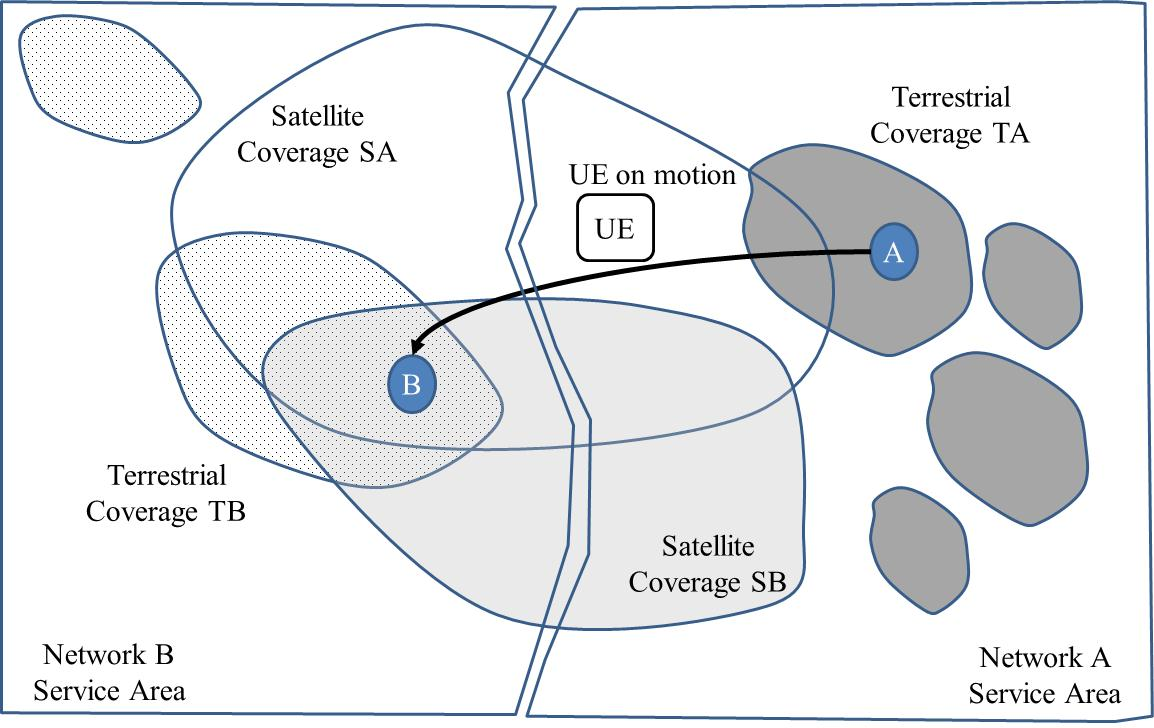 Satellite
Coverage SA
Terrestrial
Coverage TA
UE on motion
UE
A
B
Terrestrial
Coverage TB
Satellite
Coverage SB
Network B
Service Area
Network A
Service Area